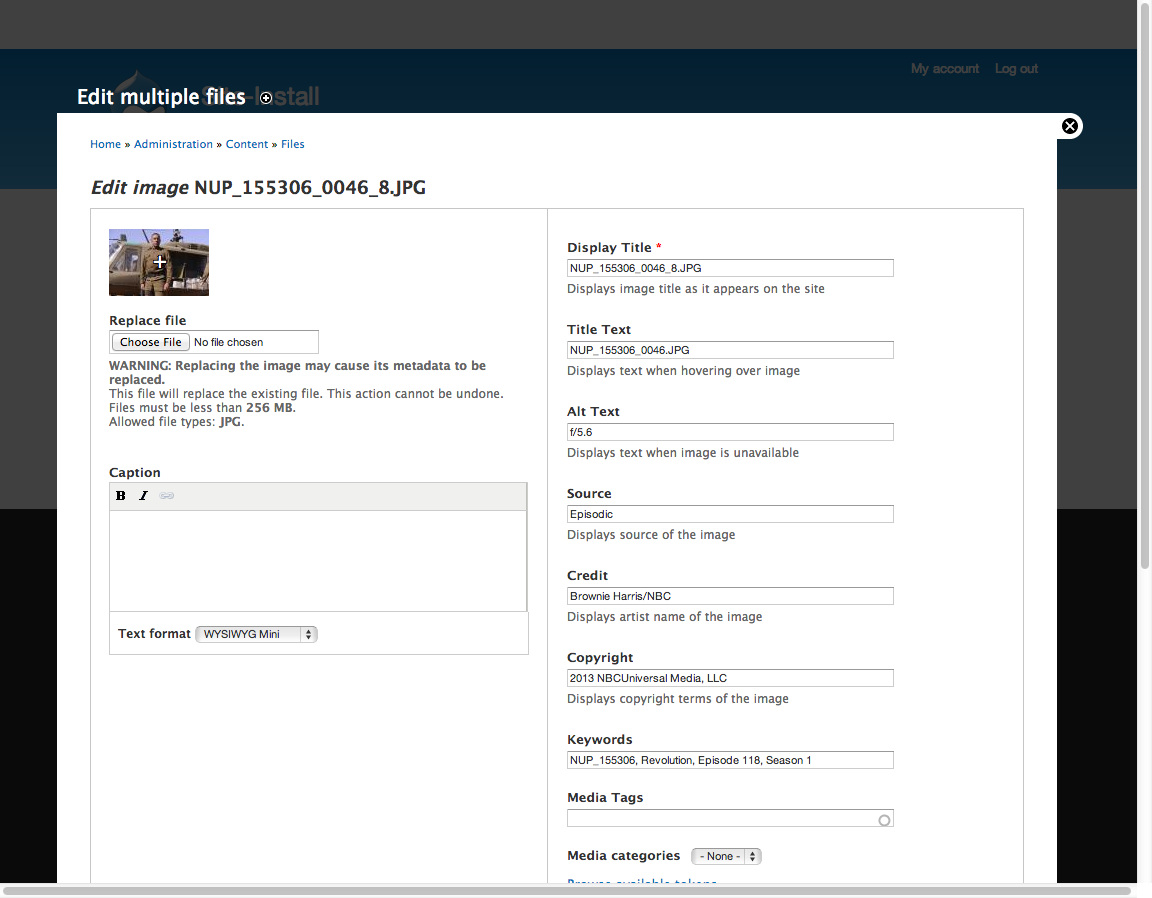 My account Log out
Site-Install
Edit multiple files
Home » Administration » Content » Files
Edit image NUP_155306_0046_8.JPG
Replace file
Choose File No file chosen
WARNING: Replacing the image may cause its metadata to be
replaced.
This file will replace the existing file. This action cannot be undone.
Files must be less than 256 MB.
Allowed file types: JPG.
Caption
B I
Text format WYSIWYG Mini
Display Title *
NUP_155306_0046_8.JPG
Displays image title as it appears on the site
Title Text
NUP_155306_0046.JPG
Displays text when hovering over image
Alt Text
f/5.6
Displays text when image is unavailable
Source
Episodic
Displays source of the image
Credit
Brownie Harris/NBC
Displays artist name of the image
Copyright
2013 NBCUniversal Media, LLC
Displays copyright terms of the image
Keywords
NUP_155306, Revolution, Episode 118, Season 1
Media Tags
Media categories - None -
Browse available tokens.